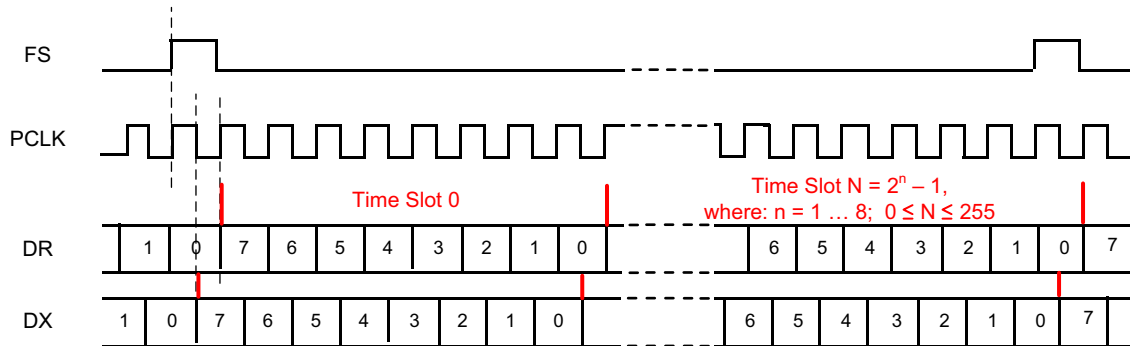 FS
PCLK
Time Slot 0
Time Slot N = 2ⁿ – 1,
where: n = 1 … 8; 0 ≤ N ≤ 255
DR 1 0 7 6 5 4 3 2 1 0 6 5 4 3 2 1 0 7
DX 1 0 7 6 5 4 3 2 1 0 6 5 4 3 2 1 0 7